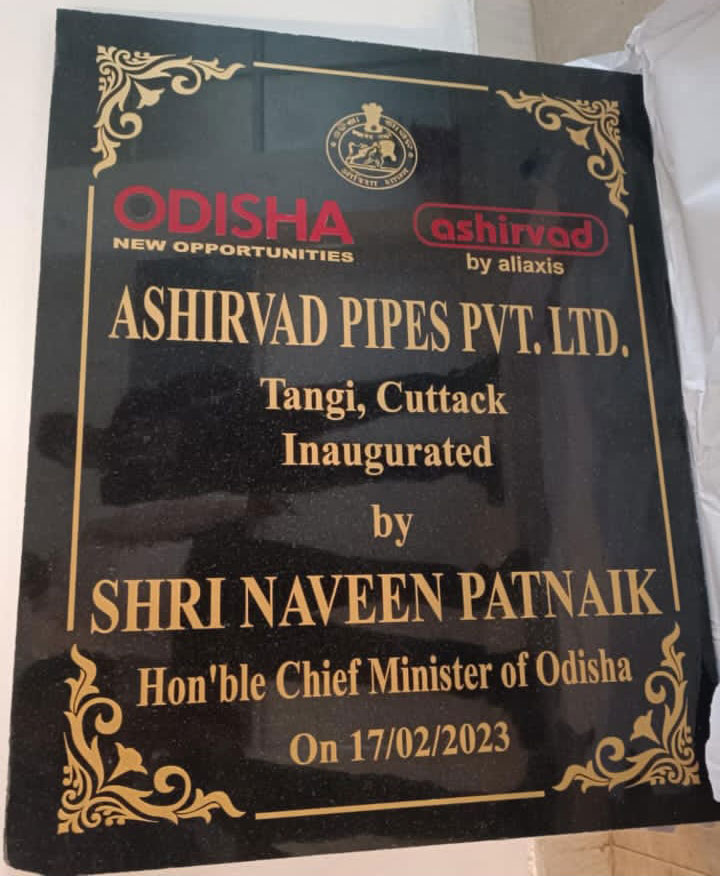 ODISHA
NEW OPPORTUNITIES
ashirvad
by aliaxis
ASHIRVAD PIPES PVT. LTD.
Tangi, Cuttack
Inaugurated
by
SHRI NAVEEN PATNAIK
Hon'ble Chief Minister of Odisha
On 17/02/2023